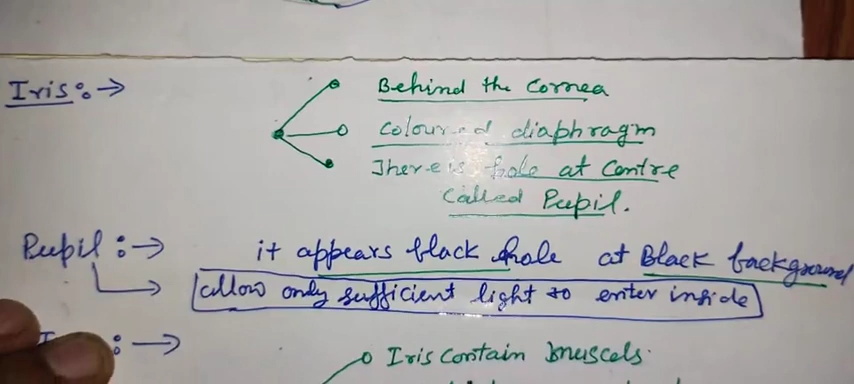 Iris :→
Behind the Cornea
Coloured diaphragm
There is hole at Centre
Called Pupil.
Pupil :→ it appears black hole at Black background
allow only sufficient light to enter inside
:→
Iris contain muscels.